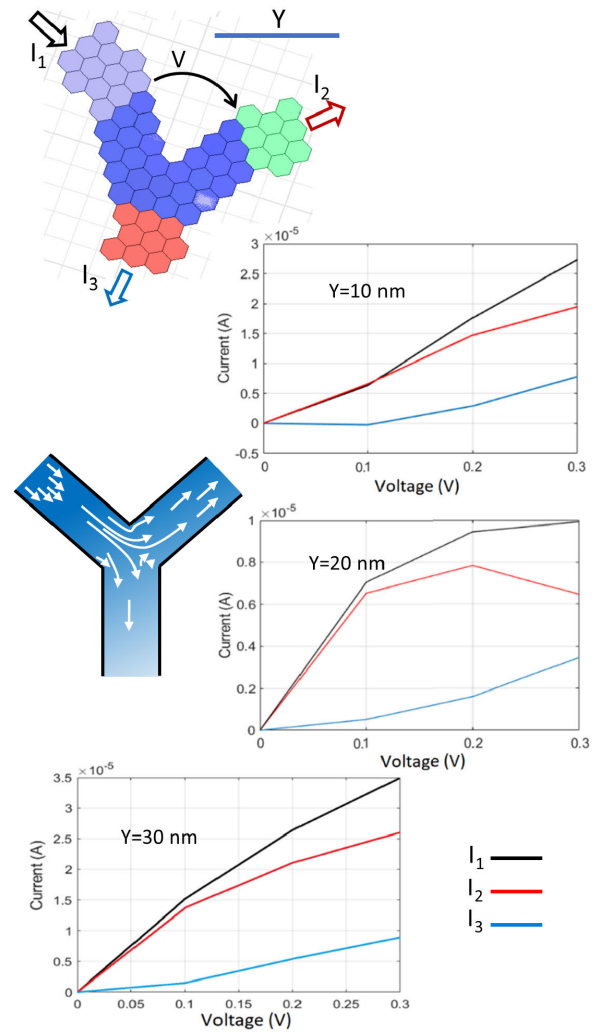 Y
I₁
V
I₂
I₃
×10⁻⁵
3
2.5
2
1.5
1
0.5
0
-0.5
Current (A)
Y=10 nm
0
0.1
0.2
0.3
Voltage (V)
×10⁻⁵
1
0.8
0.6
0.4
0.2
0
Current (A)
Y=20 nm
0
0.1
0.2
0.3
Voltage (V)
×10⁻⁵
3.5
3
2.5
2
1.5
1
0.5
0
Current (A)
Y=30 nm
0
0.05
0.1
0.15
0.2
0.25
0.3
Voltage (V)
I₁
I₂
I₃